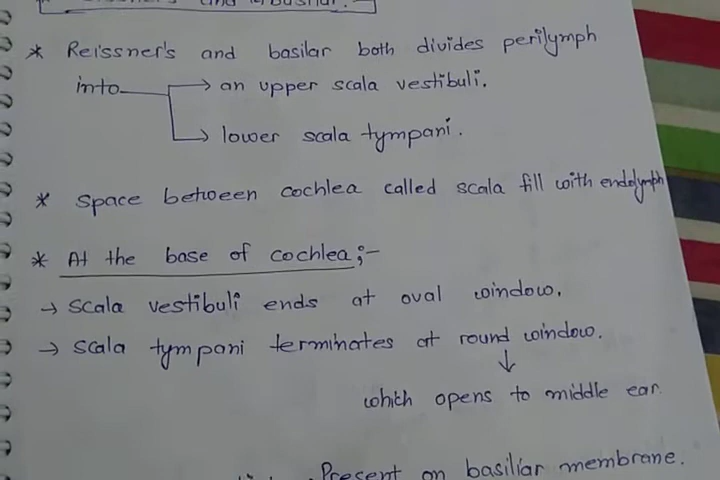 * Reissner's and basilar both divides perilymph
into → an upper scala vestibuli.
→ lower scala tympani.
* Space between cochlea called scala fill with endolymph
* At the base of cochlea;-
→ scala vestibuli ends at oval window.
→ scala tympani terminates at round window.
↓
which opens to middle ear.
Present on basiliar membrane.